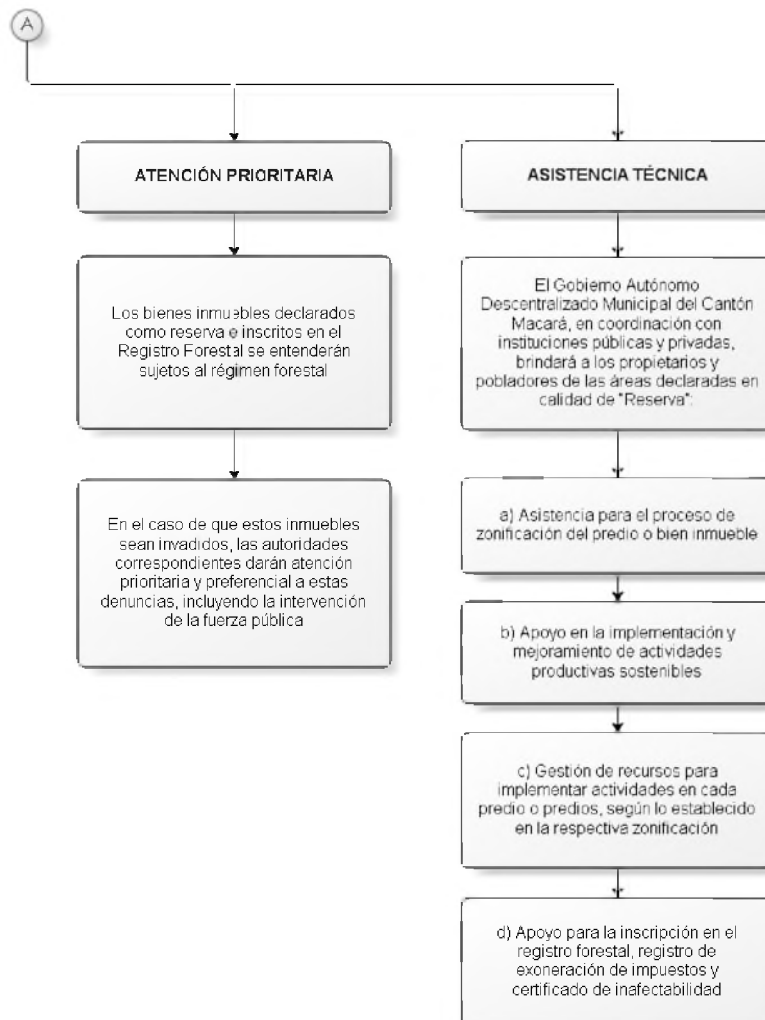 A
ATENCIÓN PRIORITARIA
Los bienes inmuebles declarados
como reserva e inscritos en el
Registro Forestal se entenderán
sujetos al régimen forestal
En el caso de que estos inmuebles
sean invadidos, las autoridades
correspondientes darán atención
prioritaria y preferencial a estas
denuncias, incluyendo la intervención
de la fuerza pública
ASISTENCIA TÉCNICA
El Gobierno Autónomo
Descentralizado Municipal del Cantón
Macará, en coordinación con
instituciones públicas y privadas,
brindará a los propietarios y
pobladores de las áreas declaradas en
calidad de "Reserva":
a) Asistencia para el proceso de
zonificación del predio o bien inmueble
b) Apoyo en la implementación y
mejoramiento de actividades
productivas sostenibles
c) Gestión de recursos para
implementar actividades en cada
predio o predios, según lo establecido
en la respectiva zonificación
d) Apoyo para la inscripción en el
registro forestal, registro de
exoneración de impuestos y
certificado de inafectabilidad